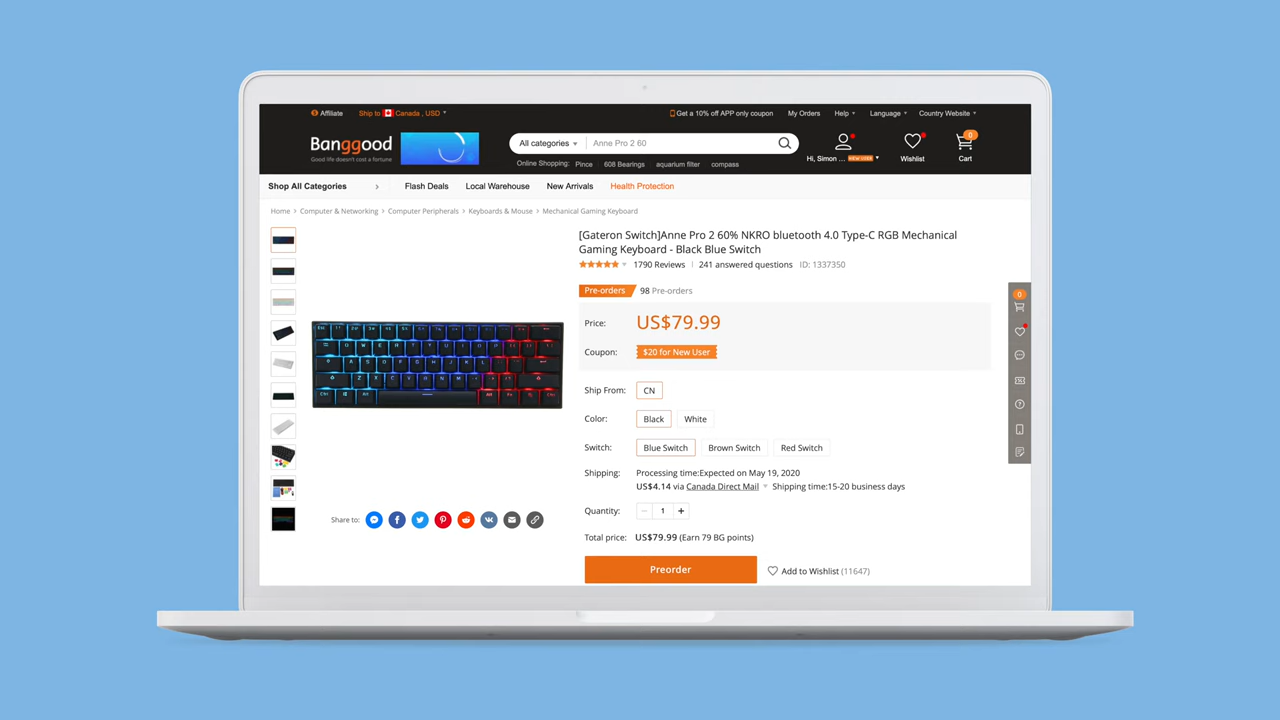 Affiliate
Ship to Canada , USD
Get a 10% off APP only coupon
My Orders
Help
Language
Country Website
Banggood
Good life doesn't cost a fortune
All categories
Anne Pro 2 60
Online Shopping: Pince 608 Bearings aquarium filter compass
Hi, Simon ...
Wishlist
0
Cart
Shop All Categories
Flash Deals
Local Warehouse
New Arrivals
Health Protection
Home > Computer & Networking > Computer Peripherals > Keyboards & Mouse > Mechanical Gaming Keyboard
[Gateron Switch]Anne Pro 2 60% NKRO bluetooth 4.0 Type-C RGB Mechanical
Gaming Keyboard - Black Blue Switch
1790 Reviews | 241 answered questions ID: 1337350
Pre-orders 98 Pre-orders
Price: US$79.99
Coupon: $20 for New User
Ship From: CN
Color: Black White
Switch: Blue Switch Brown Switch Red Switch
Shipping: Processing time:Expected on May 19, 2020
US$4.14 via Canada Direct Mail Shipping time:15-20 business days
Quantity: − 1 +
Total price: US$79.99 (Earn 79 BG points)
Preorder
Add to Wishlist (11647)
Share to:
0